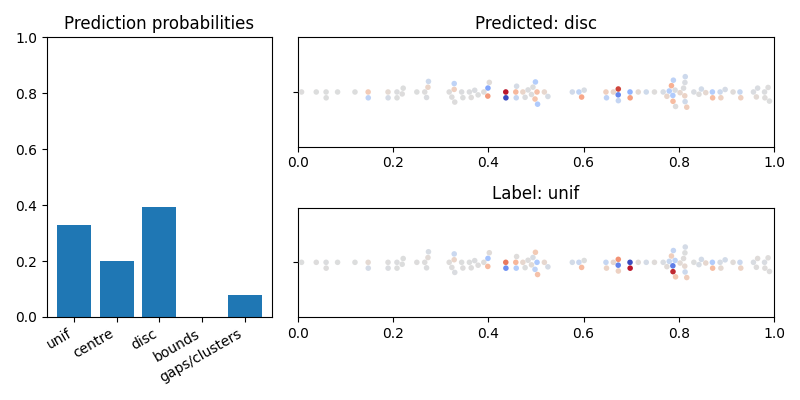 Prediction probabilities
1.0
0.8
0.6
0.4
0.2
0.0
unif
centre
disc
bounds
gaps/clusters
Predicted: disc
0.0 0.2 0.4 0.6 0.8 1.0
Label: unif
0.0 0.2 0.4 0.6 0.8 1.0